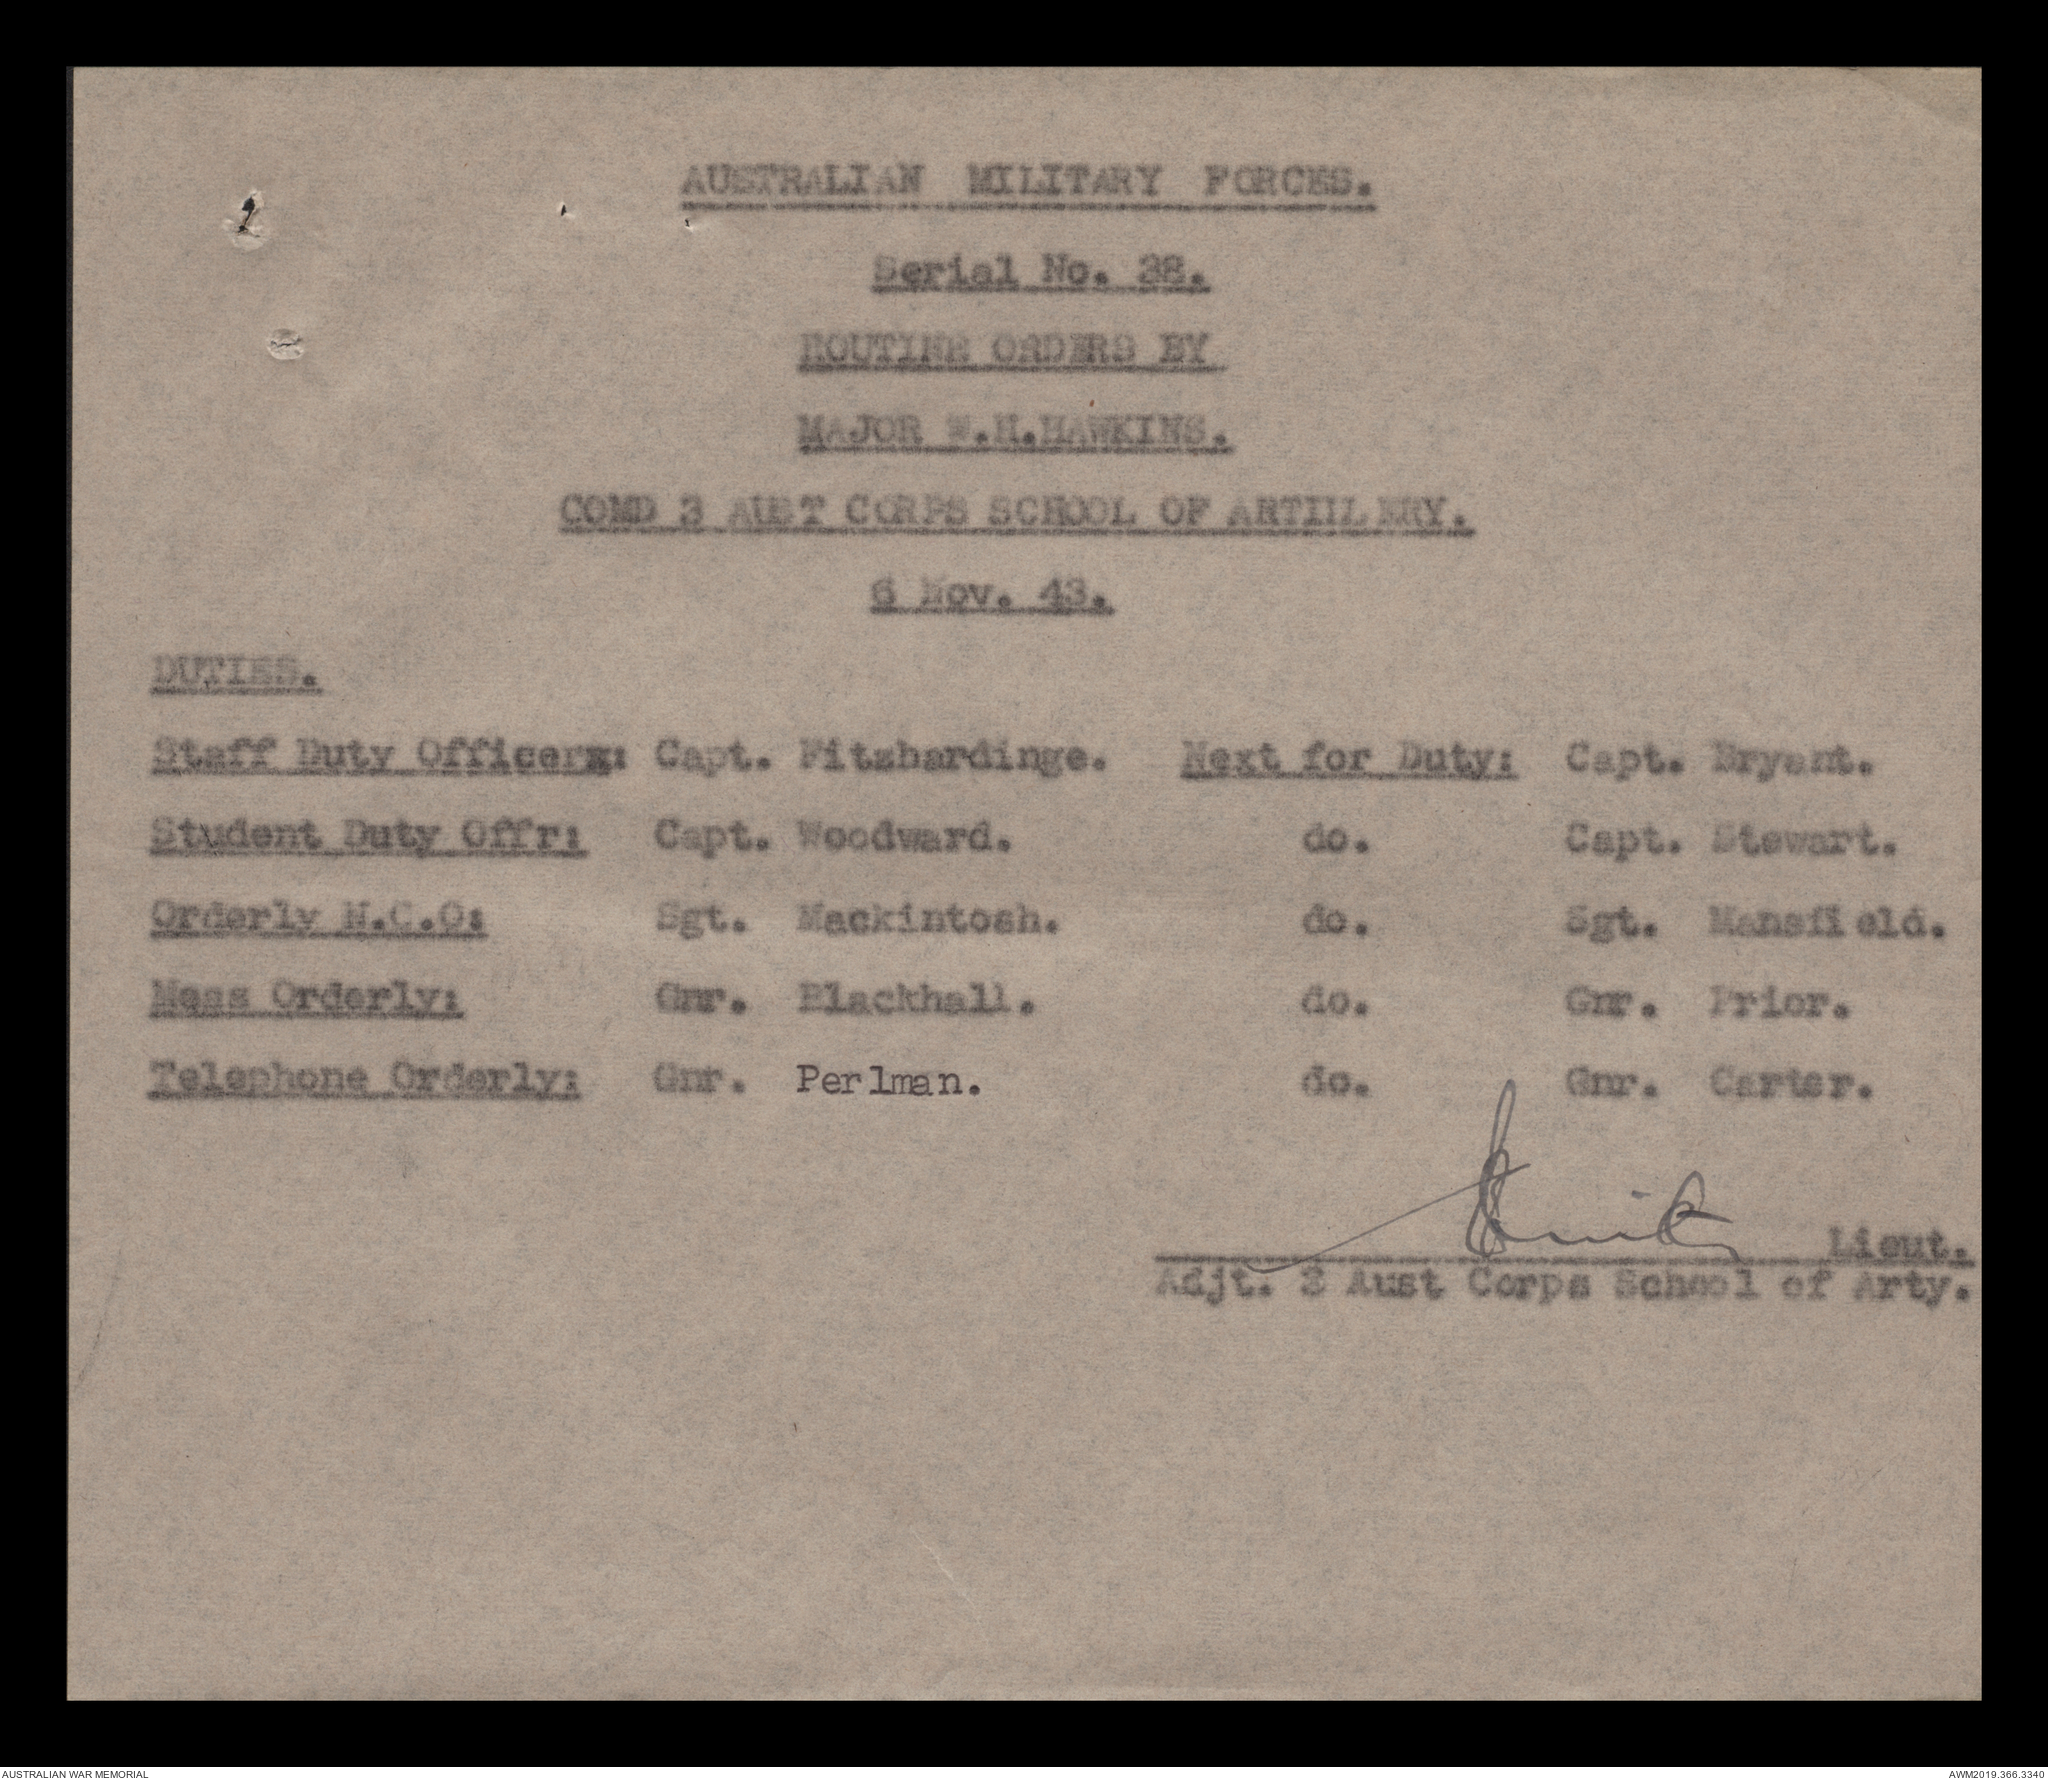 AUSTRALIAN MILITARY FORCES.
Serial No. 38.
ROUTINE ORDERS BY
MAJOR W.H.HAWKINS.
COMD 3 AUST CORPS SCHOOL OF ARTIILERY.
6 Nov. 43.
DUTIES.
Staff Duty Officerx: Capt. Fitzhardinge. Next for Duty: Capt. Bryant.
Student Duty Offr: Capt. Woodward. do. Capt. Stewart.
Orderly N.C.O: Sgt. Mackintosh. do. Sgt. Mansfield.
Mess Orderly: Gnr. Blackhall. do. Gnr. Prior.
Telephone Orderly: Gnr. Perlman. do. Gnr. Carter.
Lieut.
Adjt. 3 Aust Corps School of Arty.
AUSTRALIAN WAR MEMORIAL
AWM2019.366.3340